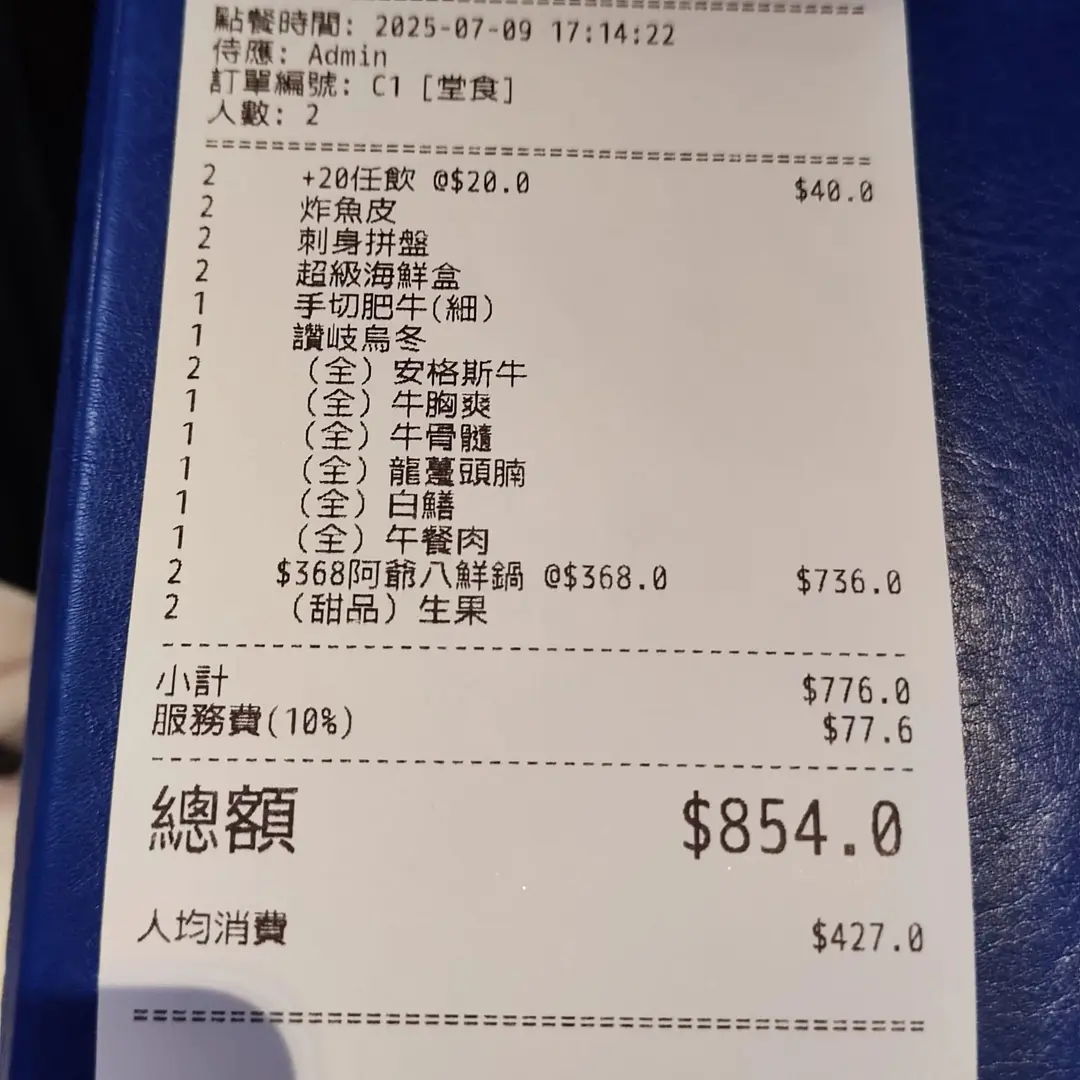 點餐時間: 2025-07-09 17:14:22
侍應: Admin
訂單編號: C1 [堂食]
人數: 2
2 +20任飲 @$20.0 $40.0
2 炸魚皮
2 刺身拼盤
2 超級海鮮盒
1 手切肥牛(細)
1 讚岐烏冬
2 (全) 安格斯牛
1 (全) 牛胸爽
1 (全) 牛骨髓
1 (全) 龍躉頭腩
1 (全) 白鱔
1 (全) 午餐肉
2 $368阿爺八鮮鍋 @$368.0 $736.0
2 (甜品) 生果
小計 $776.0
服務費(10%) $77.6
總額 $854.0
人均消費 $427.0